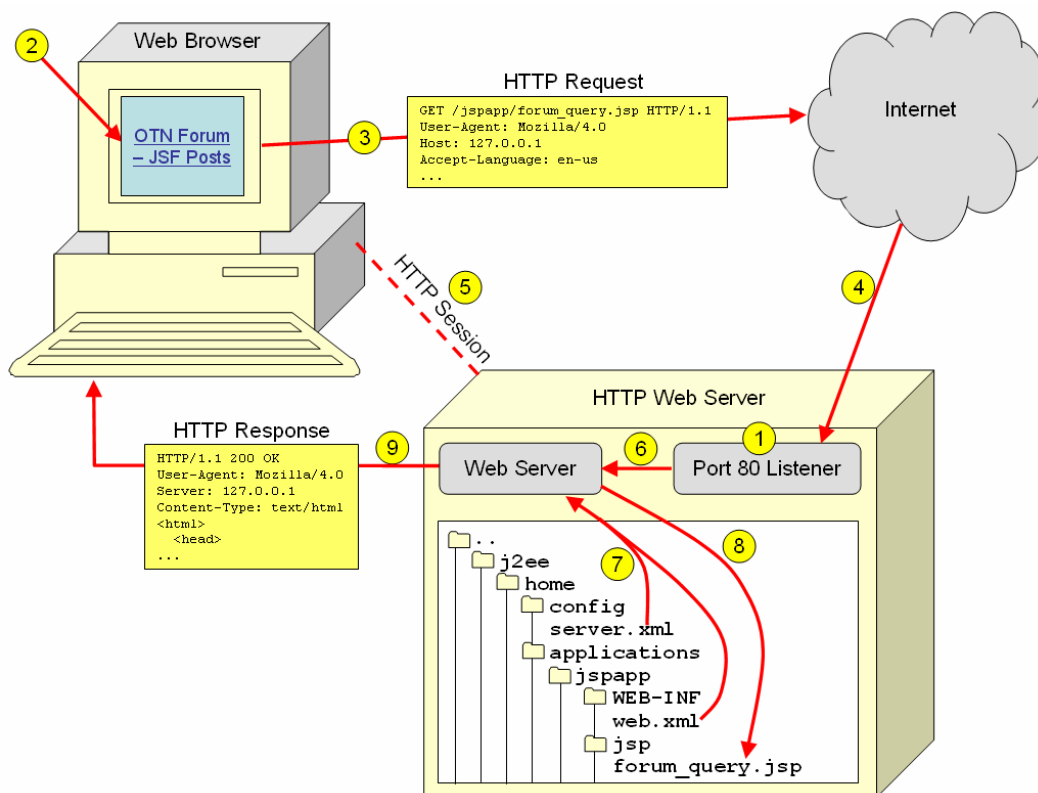 2
Web Browser
OTN Forum
– JSF Posts
3
HTTP Request
GET /jspapp/forum_query.jsp HTTP/1.1
User-Agent: Mozilla/4.0
Host: 127.0.0.1
Accept-Language: en-us
...
Internet
4
5
HTTP Session
HTTP Web Server
1
Port 80 Listener
6
Web Server
9
HTTP Response
HTTP/1.1 200 OK
User-Agent: Mozilla/4.0
Server: 127.0.0.1
Content-Type: text/html
<html>
<head>
...
7
8
..
j2ee
home
config
server.xml
applications
jspapp
WEB-INF
web.xml
jsp
forum_query.jsp